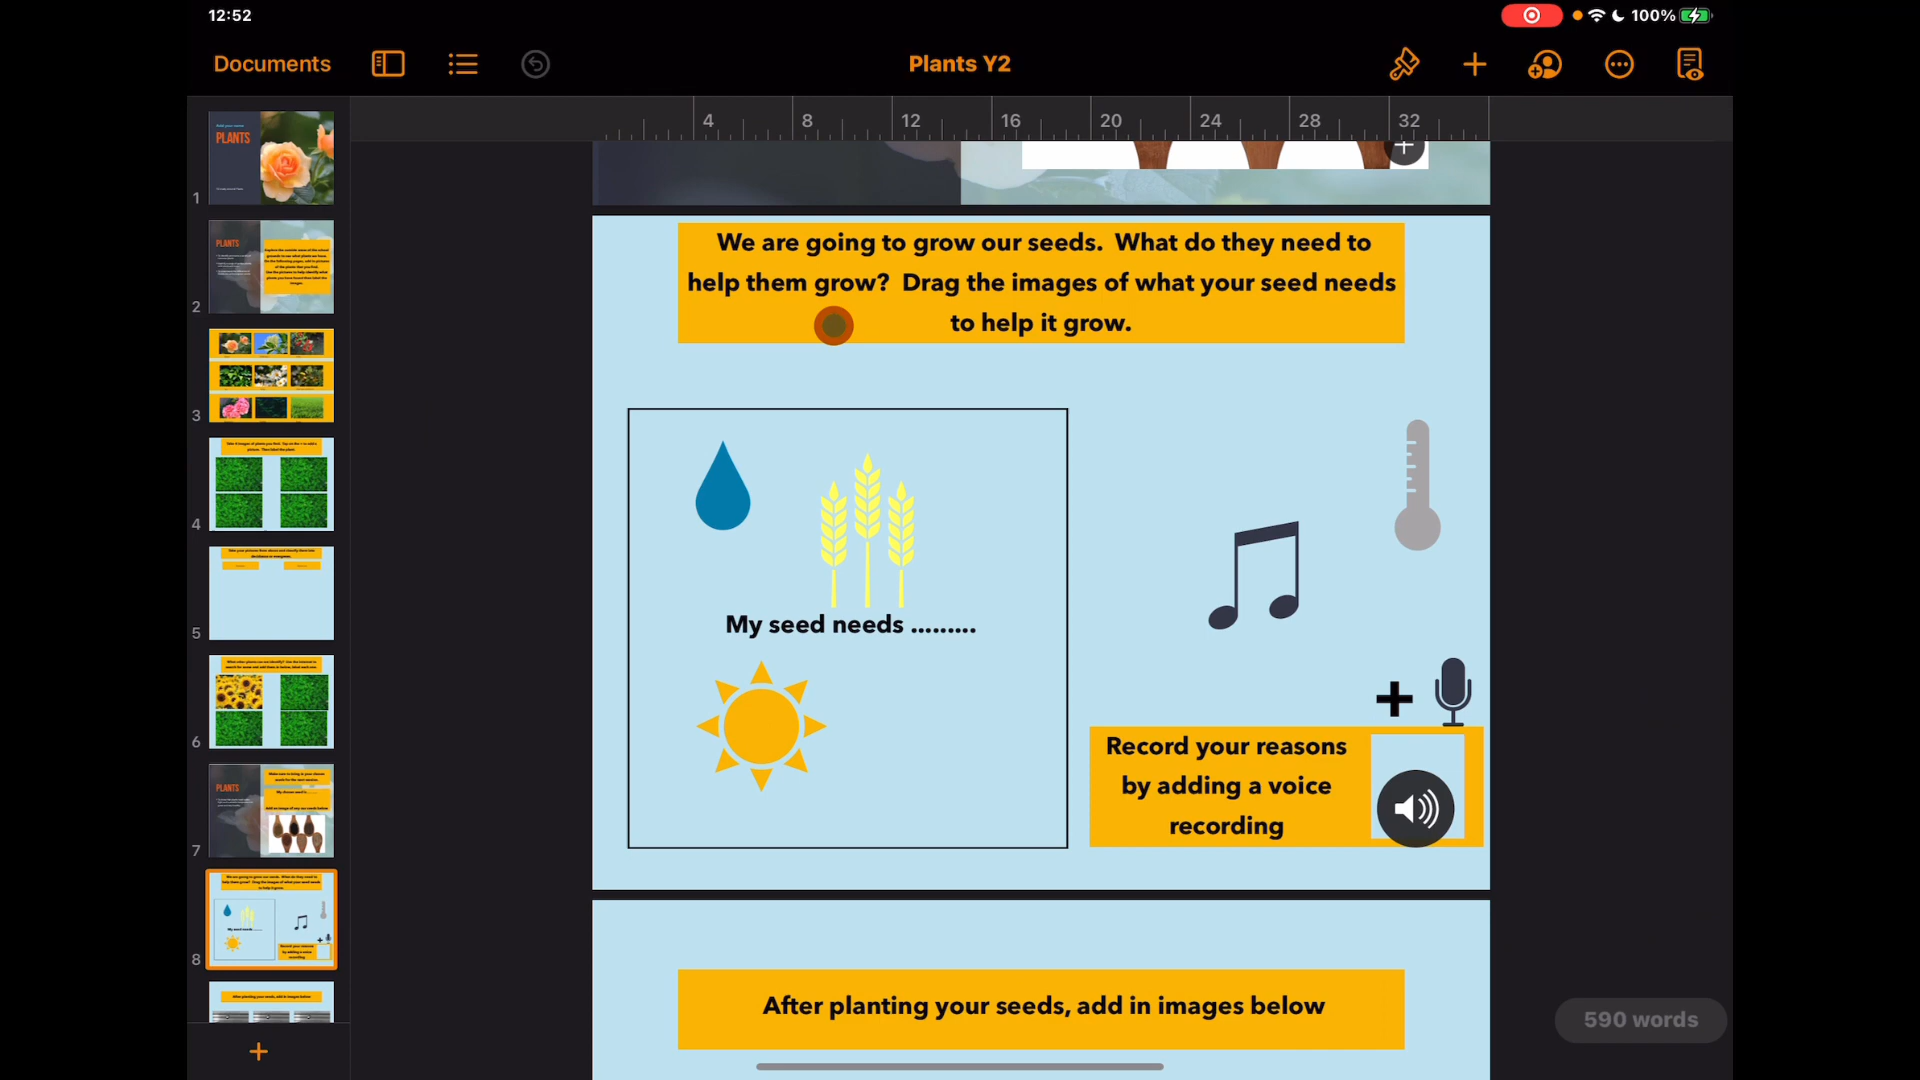 12:52
100%
Documents
Plants Y2
4 8 12 16 20 24 28 32
PLANTS
1
PLANTS
2
3
4
5
6
PLANTS
7
8
We are going to grow our seeds. What do they need to
help them grow? Drag the images of what your seed needs
to help it grow.
My seed needs .........
Record your reasons
by adding a voice
recording
After planting your seeds, add in images below
590 words